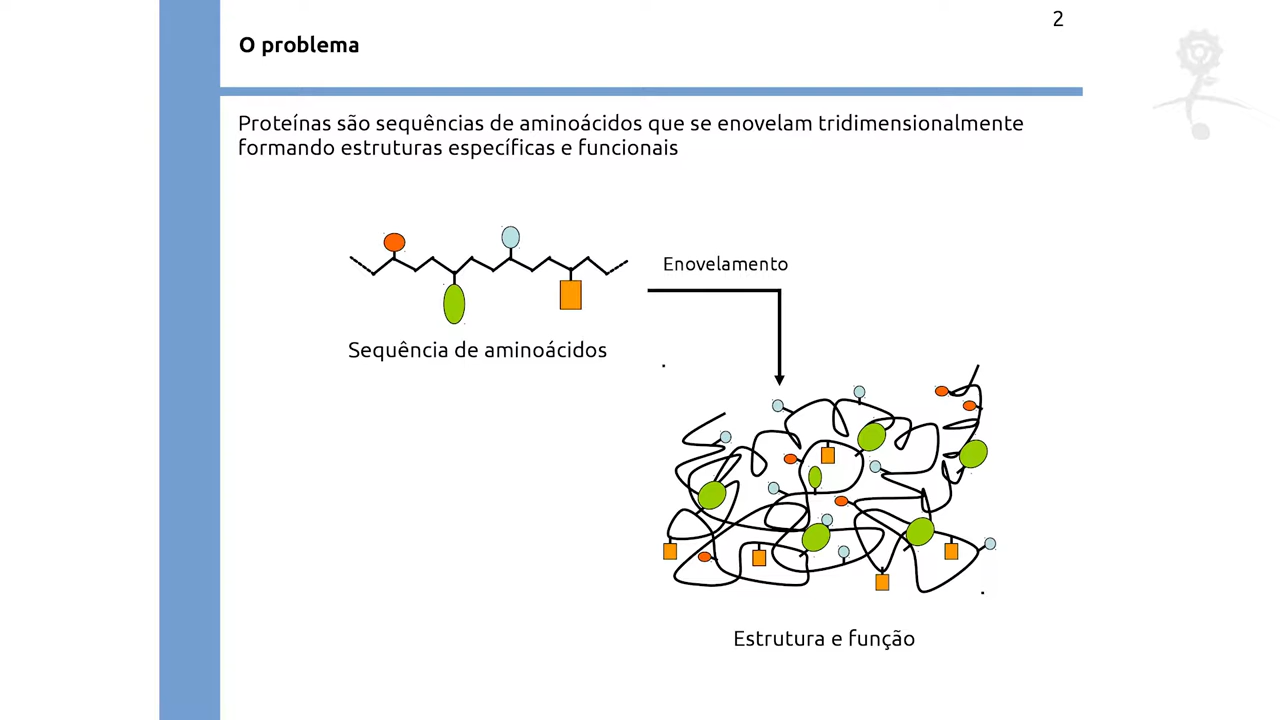 2
O problema
Proteínas são sequências de aminoácidos que se enovelam tridimensionalmente
formando estruturas específicas e funcionais
Enovelamento
Sequência de aminoácidos
Estrutura e função